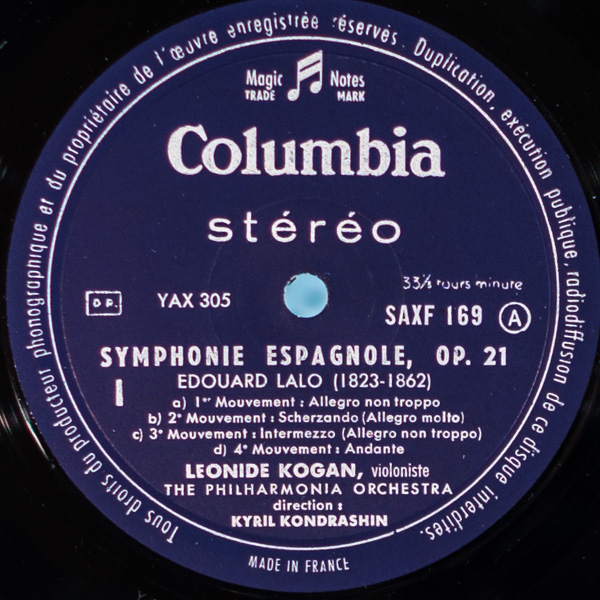 Tous droits du producteur phonographique et du propriétaire de l'œuvre enregistrée réservés. Duplication, exécution publique, radiodiffusion de ce disque interdites.
Magic Notes
TRADE MARK
Columbia
stéréo
33⅓ tours minute
D.P. YAX 305 SAXF 169 A
SYMPHONIE ESPAGNOLE, OP. 21
I EDOUARD LALO (1823-1862)
a) 1er Mouvement : Allegro non troppo
b) 2e Mouvement : Scherzando (Allegro molto)
c) 3e Mouvement : Intermezzo (Allegro non troppo)
d) 4e Mouvement : Andante
LEONIDE KOGAN, violoniste
THE PHILHARMONIA ORCHESTRA
direction :
KYRIL KONDRASHIN
MADE IN FRANCE